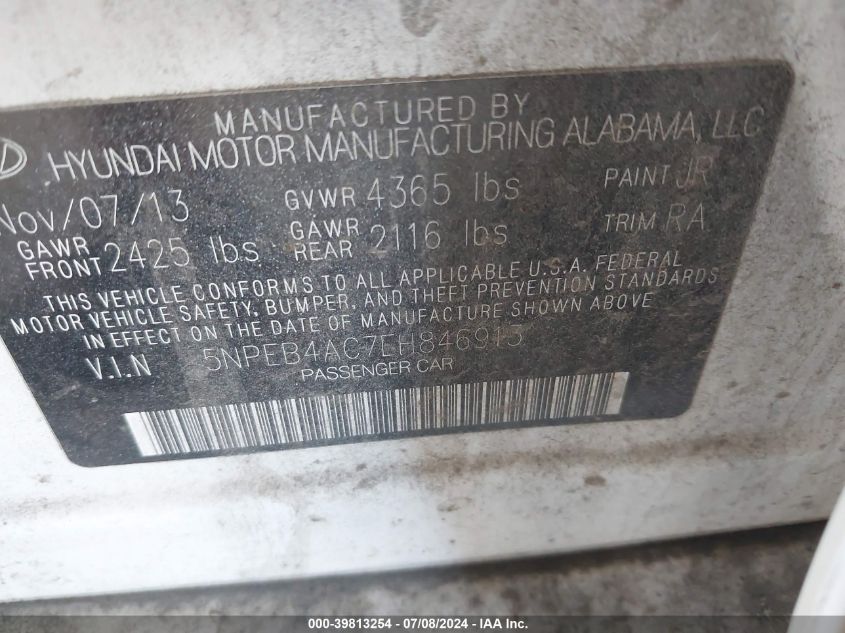 MANUFACTURED BY
HYUNDAI MOTOR MANUFACTURING ALABAMA, LLC
Nov/07/13 GVWR 4365 lbs PAINT JR
GAWR FRONT 2425 lbs GAWR REAR 2116 lbs TRIM RA
THIS VEHICLE CONFORMS TO ALL APPLICABLE U.S.A. FEDERAL
MOTOR VEHICLE SAFETY, BUMPER, AND THEFT PREVENTION STANDARDS
IN EFFECT ON THE DATE OF MANUFACTURE SHOWN ABOVE
V.I.N 5NPEB4AC7EH846913
PASSENGER CAR
000-39813254 - 07/08/2024 - IAA Inc.